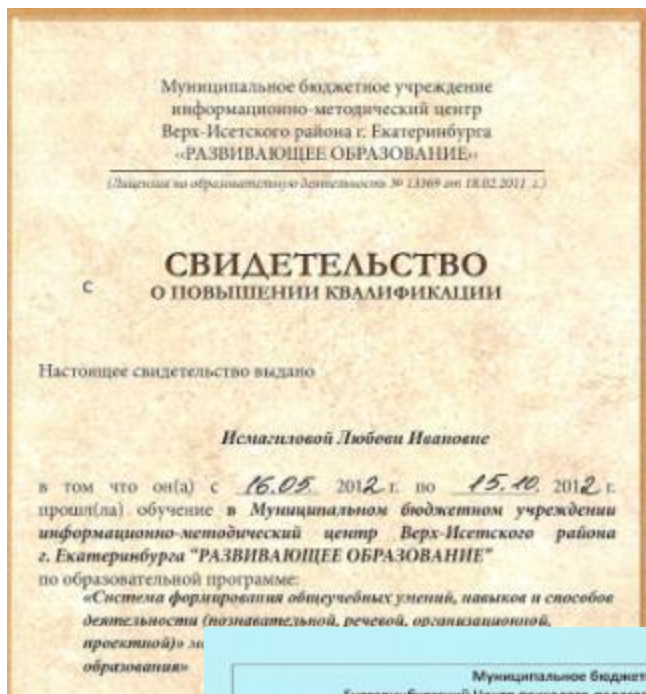 Муниципальное бюджетное учреждение
информационно-методический центр
Верх-Исетского района г. Екатеринбурга
«РАЗВИВАЮЩЕЕ ОБРАЗОВАНИЕ»
(Лицензия на образовательную деятельность № 13369 от 18.02.2011 г.)
СВИДЕТЕЛЬСТВО
с
О ПОВЫШЕНИИ КВАЛИФИКАЦИИ
Настоящее свидетельство выдано
Исмагиловой Любови Ивановне
в том что он(а) с 16.05. 2012 г. по 15.10. 2012 г.
прошл(ла) обучение в Муниципальном бюджетном учреждении
информационно-методический центр Верх-Исетского района
г. Екатеринбурга "РАЗВИВАЮЩЕЕ ОБРАЗОВАНИЕ"
по образовательной программе:
«Система формирования общеучебных умений, навыков и способов
деятельности (познавательной, речевой, организационной,
проектной)»
образования»
Муниципальное бюджет